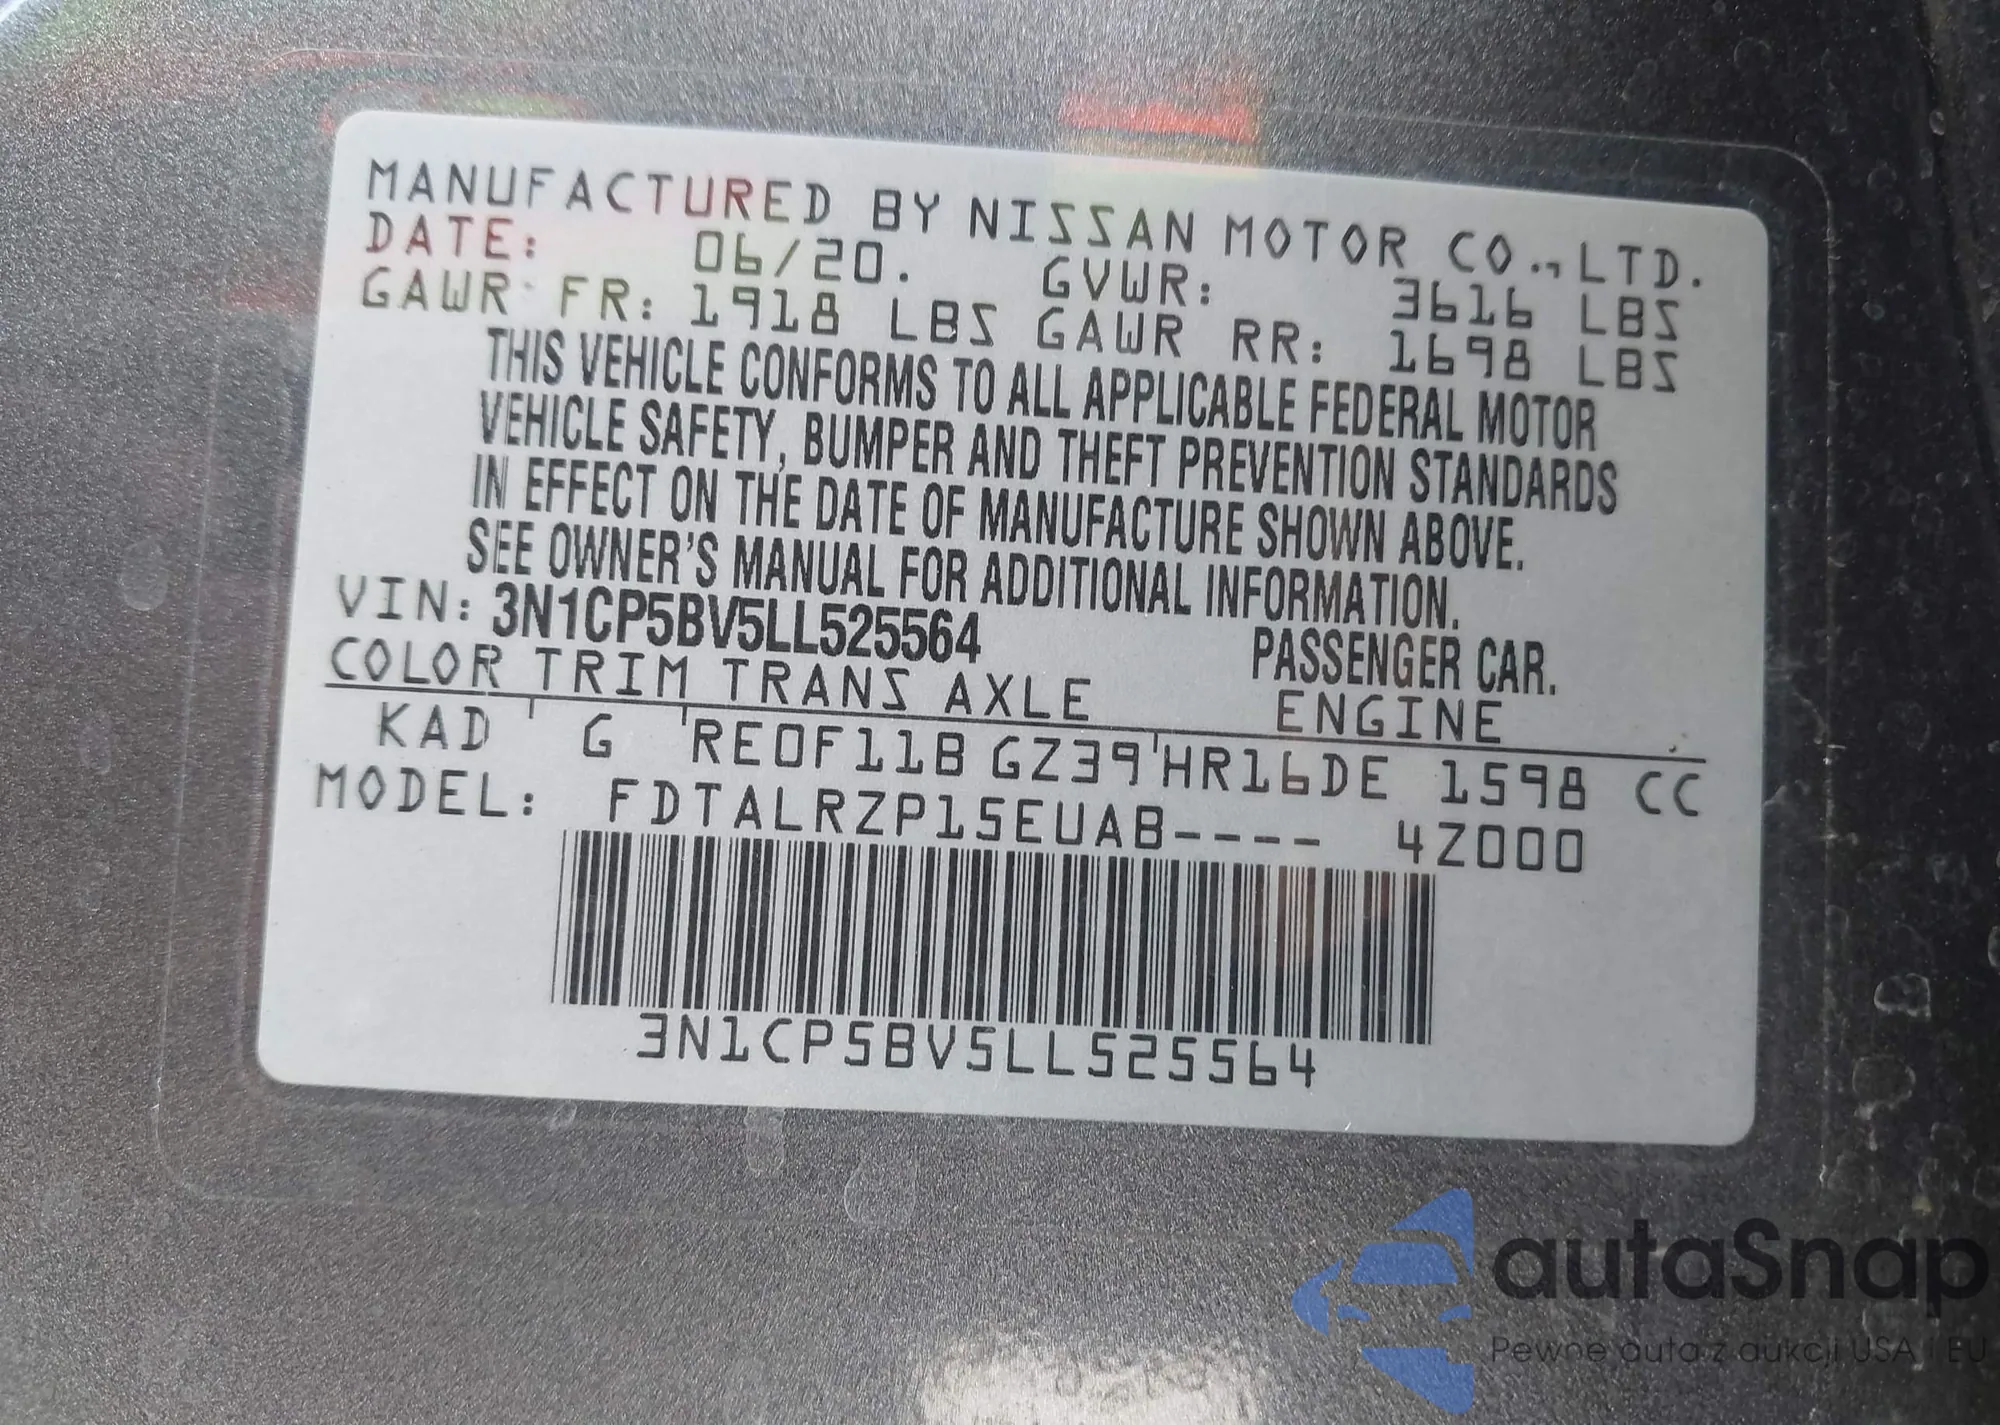 MANUFACTURED BY NISSAN MOTOR CO.,LTD.
DATE: 06/20. GVWR: 3616 LBS
GAWR FR: 1918 LBS GAWR RR: 1698 LBS
THIS VEHICLE CONFORMS TO ALL APPLICABLE FEDERAL MOTOR
VEHICLE SAFETY, BUMPER AND THEFT PREVENTION STANDARDS
IN EFFECT ON THE DATE OF MANUFACTURE SHOWN ABOVE.
SEE OWNER'S MANUAL FOR ADDITIONAL INFORMATION.
VIN: 3N1CP5BV5LL525564 PASSENGER CAR.
COLOR TRIM TRANS AXLE ENGINE
KAD G RE0F11B GZ39 HR16DE 1598 CC
MODEL: FDTALRZP15EUAB---- 4Z000
3N1CP5BV5LL525564
autaSnap
Pewne auta z aukcji USA i EU